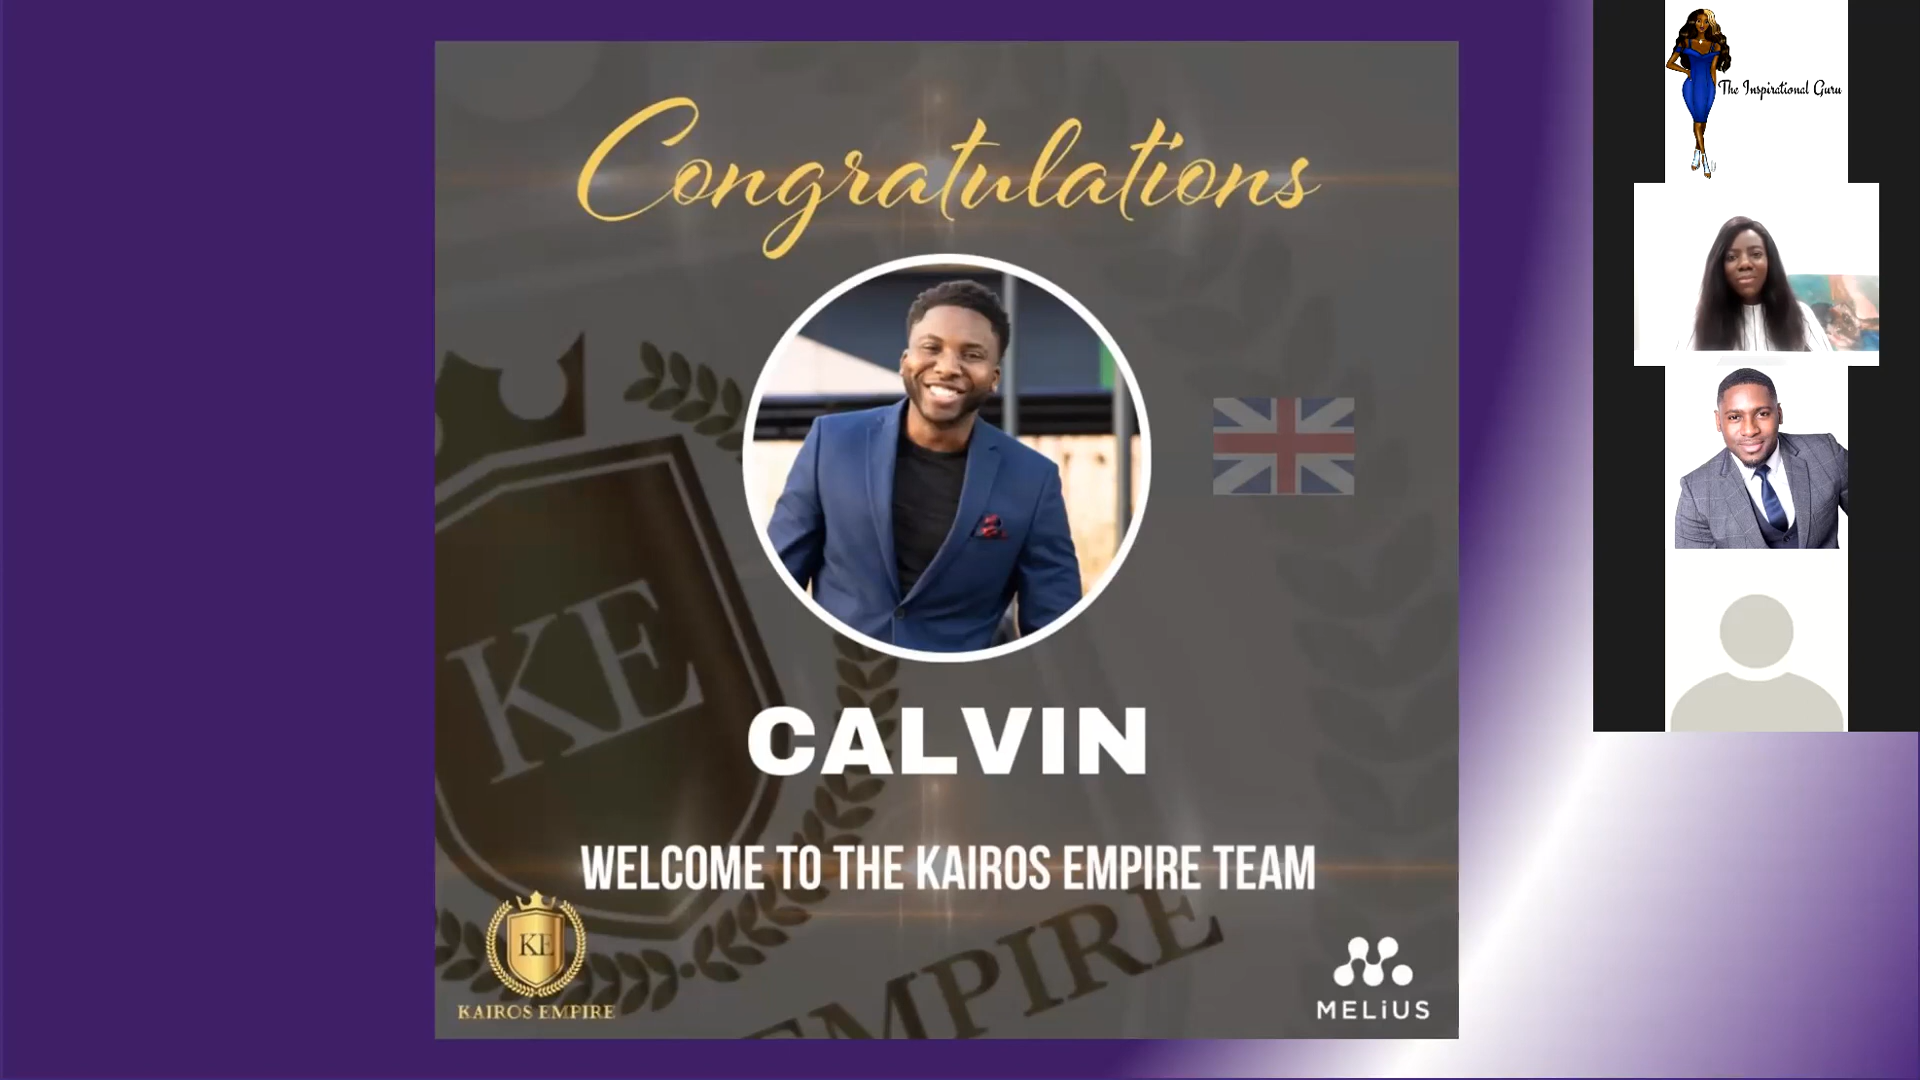 Congratulations
The Inspirational Guru
KE
CALVIN
WELCOME TO THE KAIROS EMPIRE TEAM
EMPIRE
KE
KAIROS EMPIRE
MELiUS